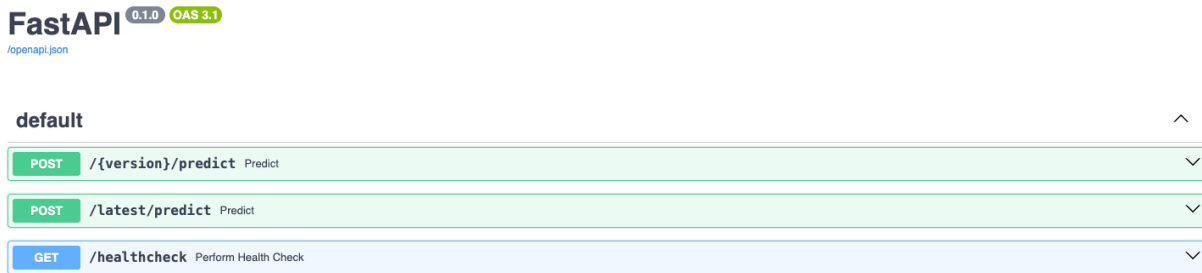 FastAPI 0.1.0 OAS 3.1
/openapi.json
default
POST /{version}/predict Predict
POST /latest/predict Predict
GET /healthcheck Perform Health Check